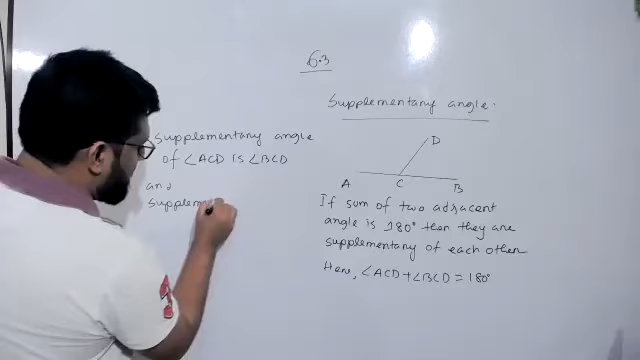 6.3
Supplementary angle:
D
A
C
B
If sum of two adjacent
angle is 180° then they are
supplementary of each other
Here, ∠ACD+∠BCD=180°
Supplementary angle
of ∠ACD is ∠BCD
and
Supplem